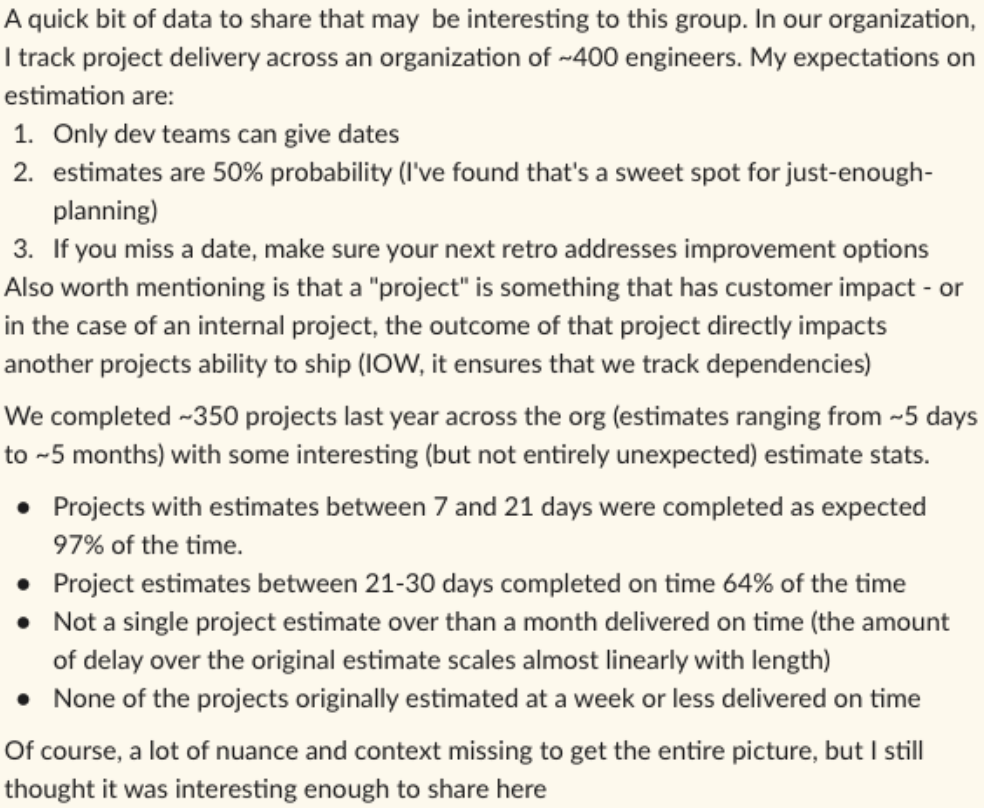 A quick bit of data to share that may be interesting to this group. In our organization,
I track project delivery across an organization of ~400 engineers. My expectations on
estimation are:
1. Only dev teams can give dates
2. estimates are 50% probability (I've found that's a sweet spot for just-enough-
planning)
3. If you miss a date, make sure your next retro addresses improvement options
Also worth mentioning is that a "project" is something that has customer impact - or
in the case of an internal project, the outcome of that project directly impacts
another projects ability to ship (IOW, it ensures that we track dependencies)
We completed ~350 projects last year across the org (estimates ranging from ~5 days
to ~5 months) with some interesting (but not entirely unexpected) estimate stats.
● Projects with estimates between 7 and 21 days were completed as expected
97% of the time.
● Project estimates between 21-30 days completed on time 64% of the time
● Not a single project estimate over than a month delivered on time (the amount
of delay over the original estimate scales almost linearly with length)
● None of the projects originally estimated at a week or less delivered on time
Of course, a lot of nuance and context missing to get the entire picture, but I still
thought it was interesting enough to share here